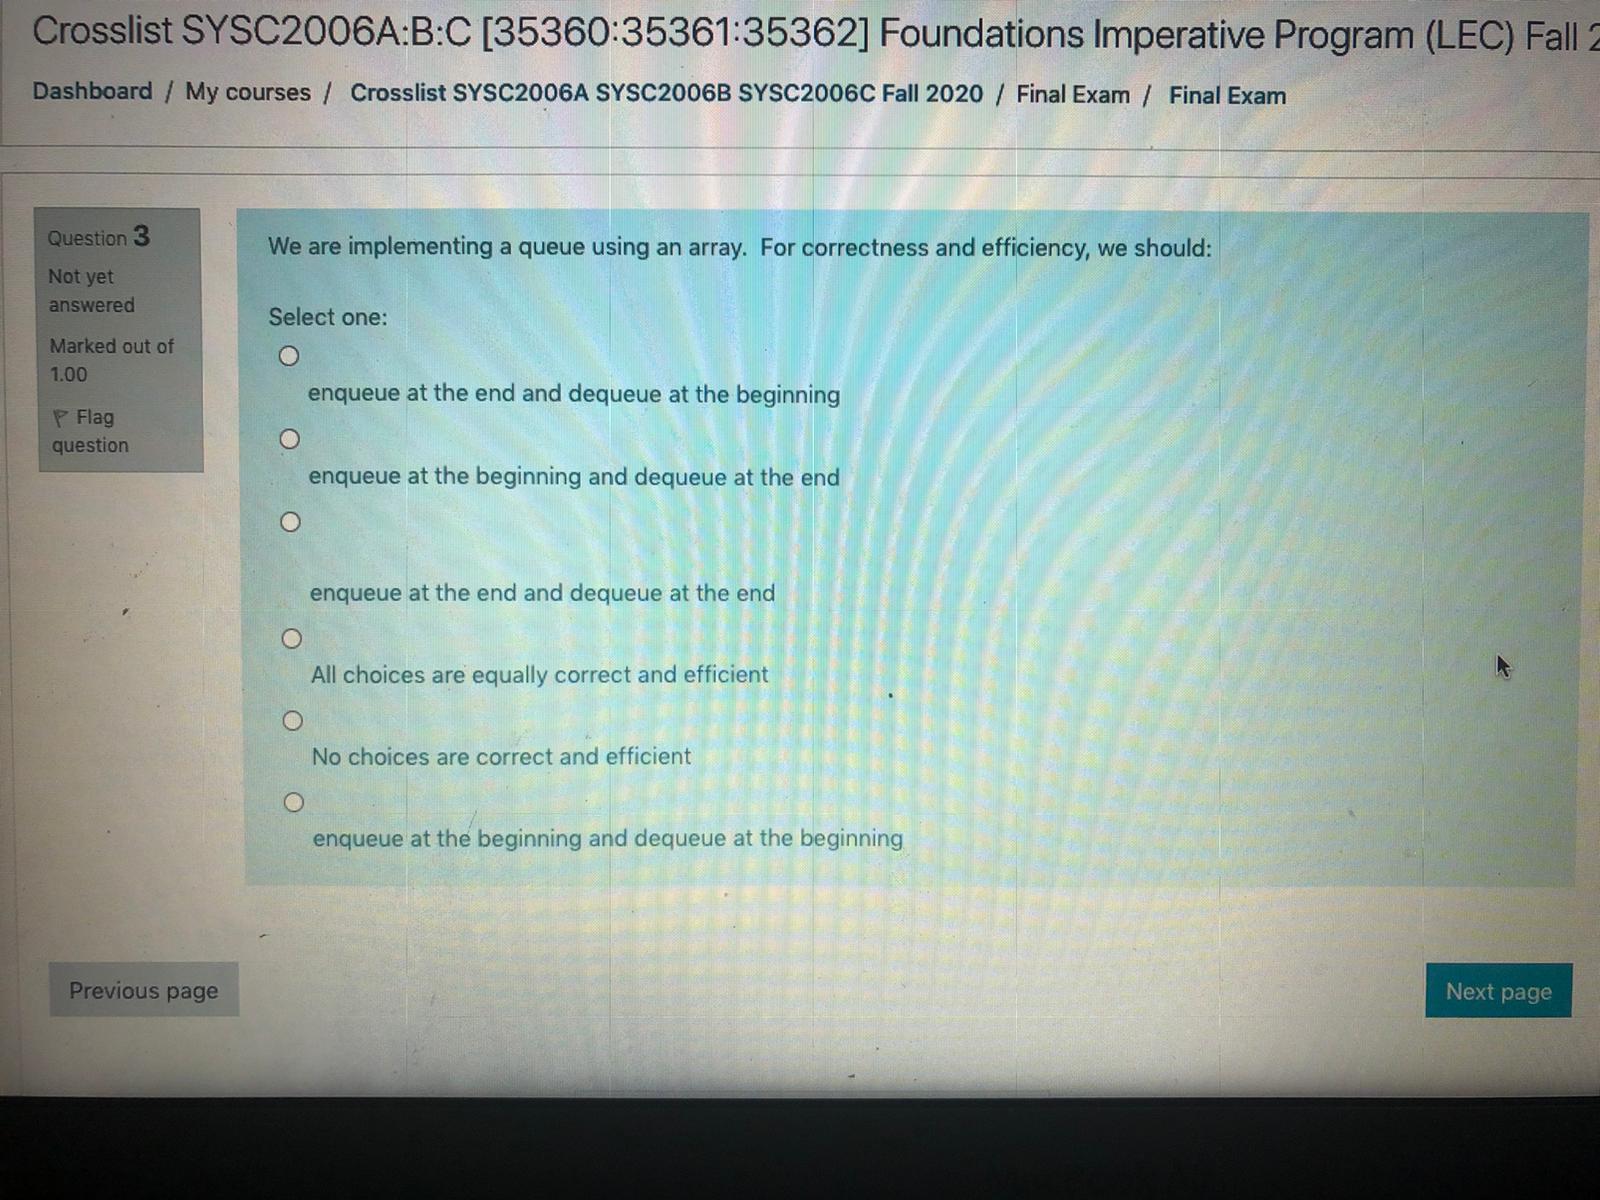 Crosslist SYSC2006A:B:C [35360:35361:35362] Foundations Imperative Program (LEC) Fall 2
Dashboard / My courses / Crosslist SYSC2006A SYSC2006B SYSC2006C Fall 2020 / Final Exam / Final Exam
Question 3
Not yet
answered
Marked out of
1.00
Flag
question
We are implementing a queue using an array. For correctness and efficiency, we should:
Select one:
enqueue at the end and dequeue at the beginning
enqueue at the beginning and dequeue at the end
enqueue at the end and dequeue at the end
All choices are equally correct and efficient
No choices are correct and efficient
enqueue at the beginning and dequeue at the beginning
Previous page
Next page